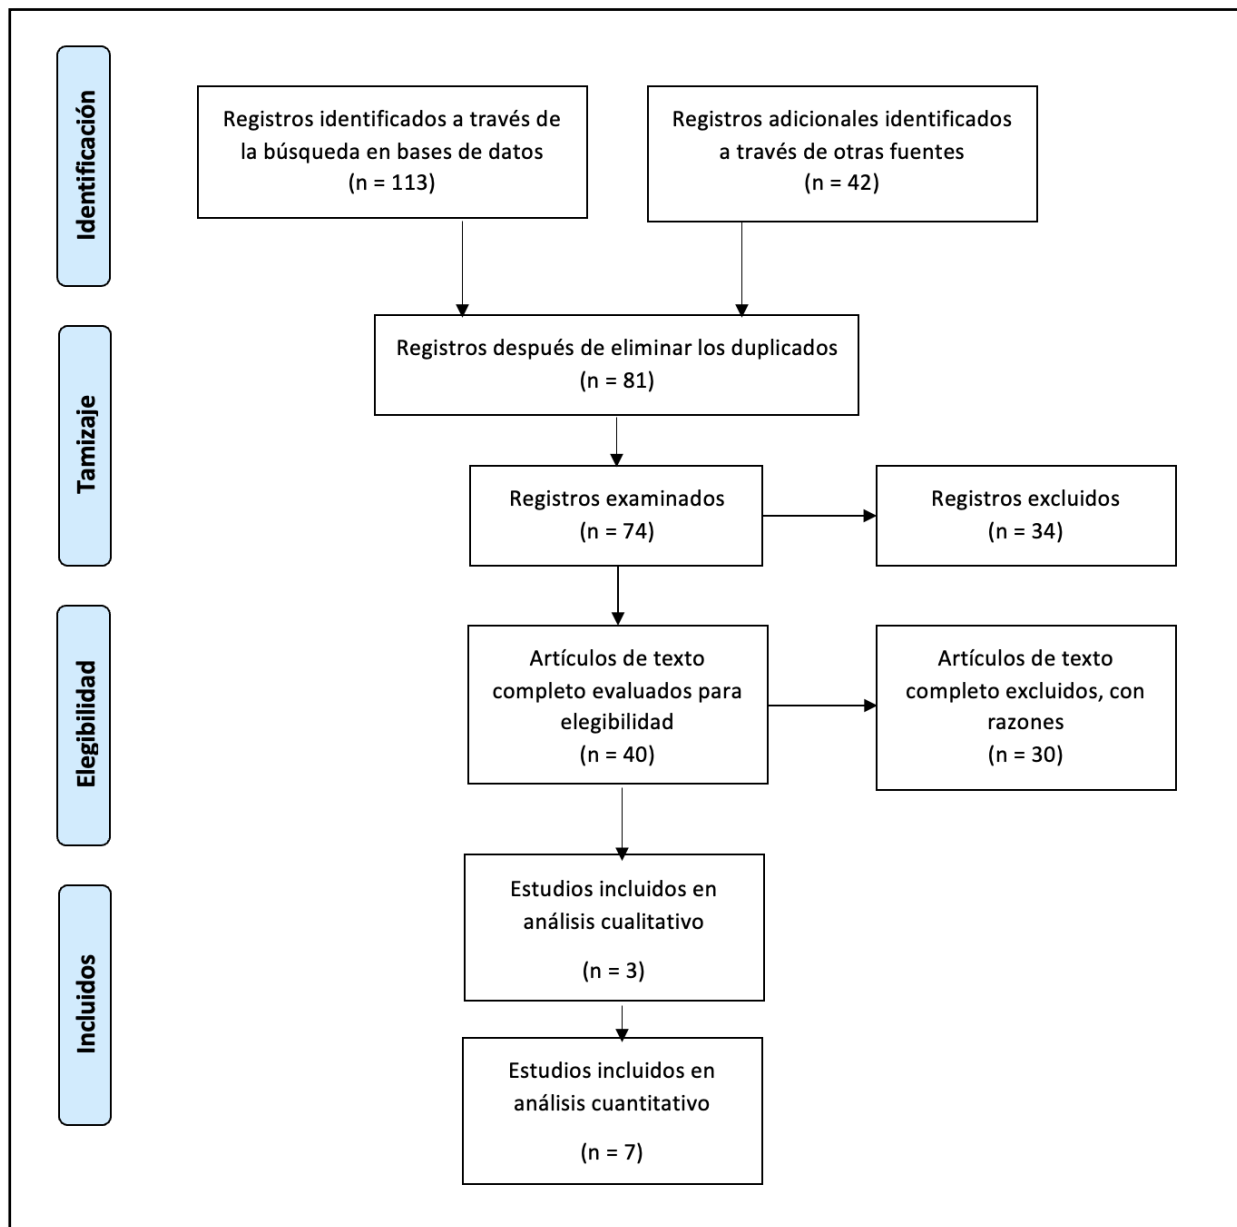 Identificación
Registros identificados a través de
la búsqueda en bases de datos
(n = 113)
Registros adicionales identificados
a través de otras fuentes
(n = 42)
Tamizaje
Registros después de eliminar los duplicados
(n = 81)
Registros examinados
(n = 74)
Registros excluidos
(n = 34)
Elegibilidad
Artículos de texto
completo evaluados para
elegibilidad
(n = 40)
Artículos de texto
completo excluidos, con
razones
(n = 30)
Incluidos
Estudios incluidos en
análisis cualitativo
(n = 3)
Estudios incluidos en
análisis cuantitativo
(n = 7)